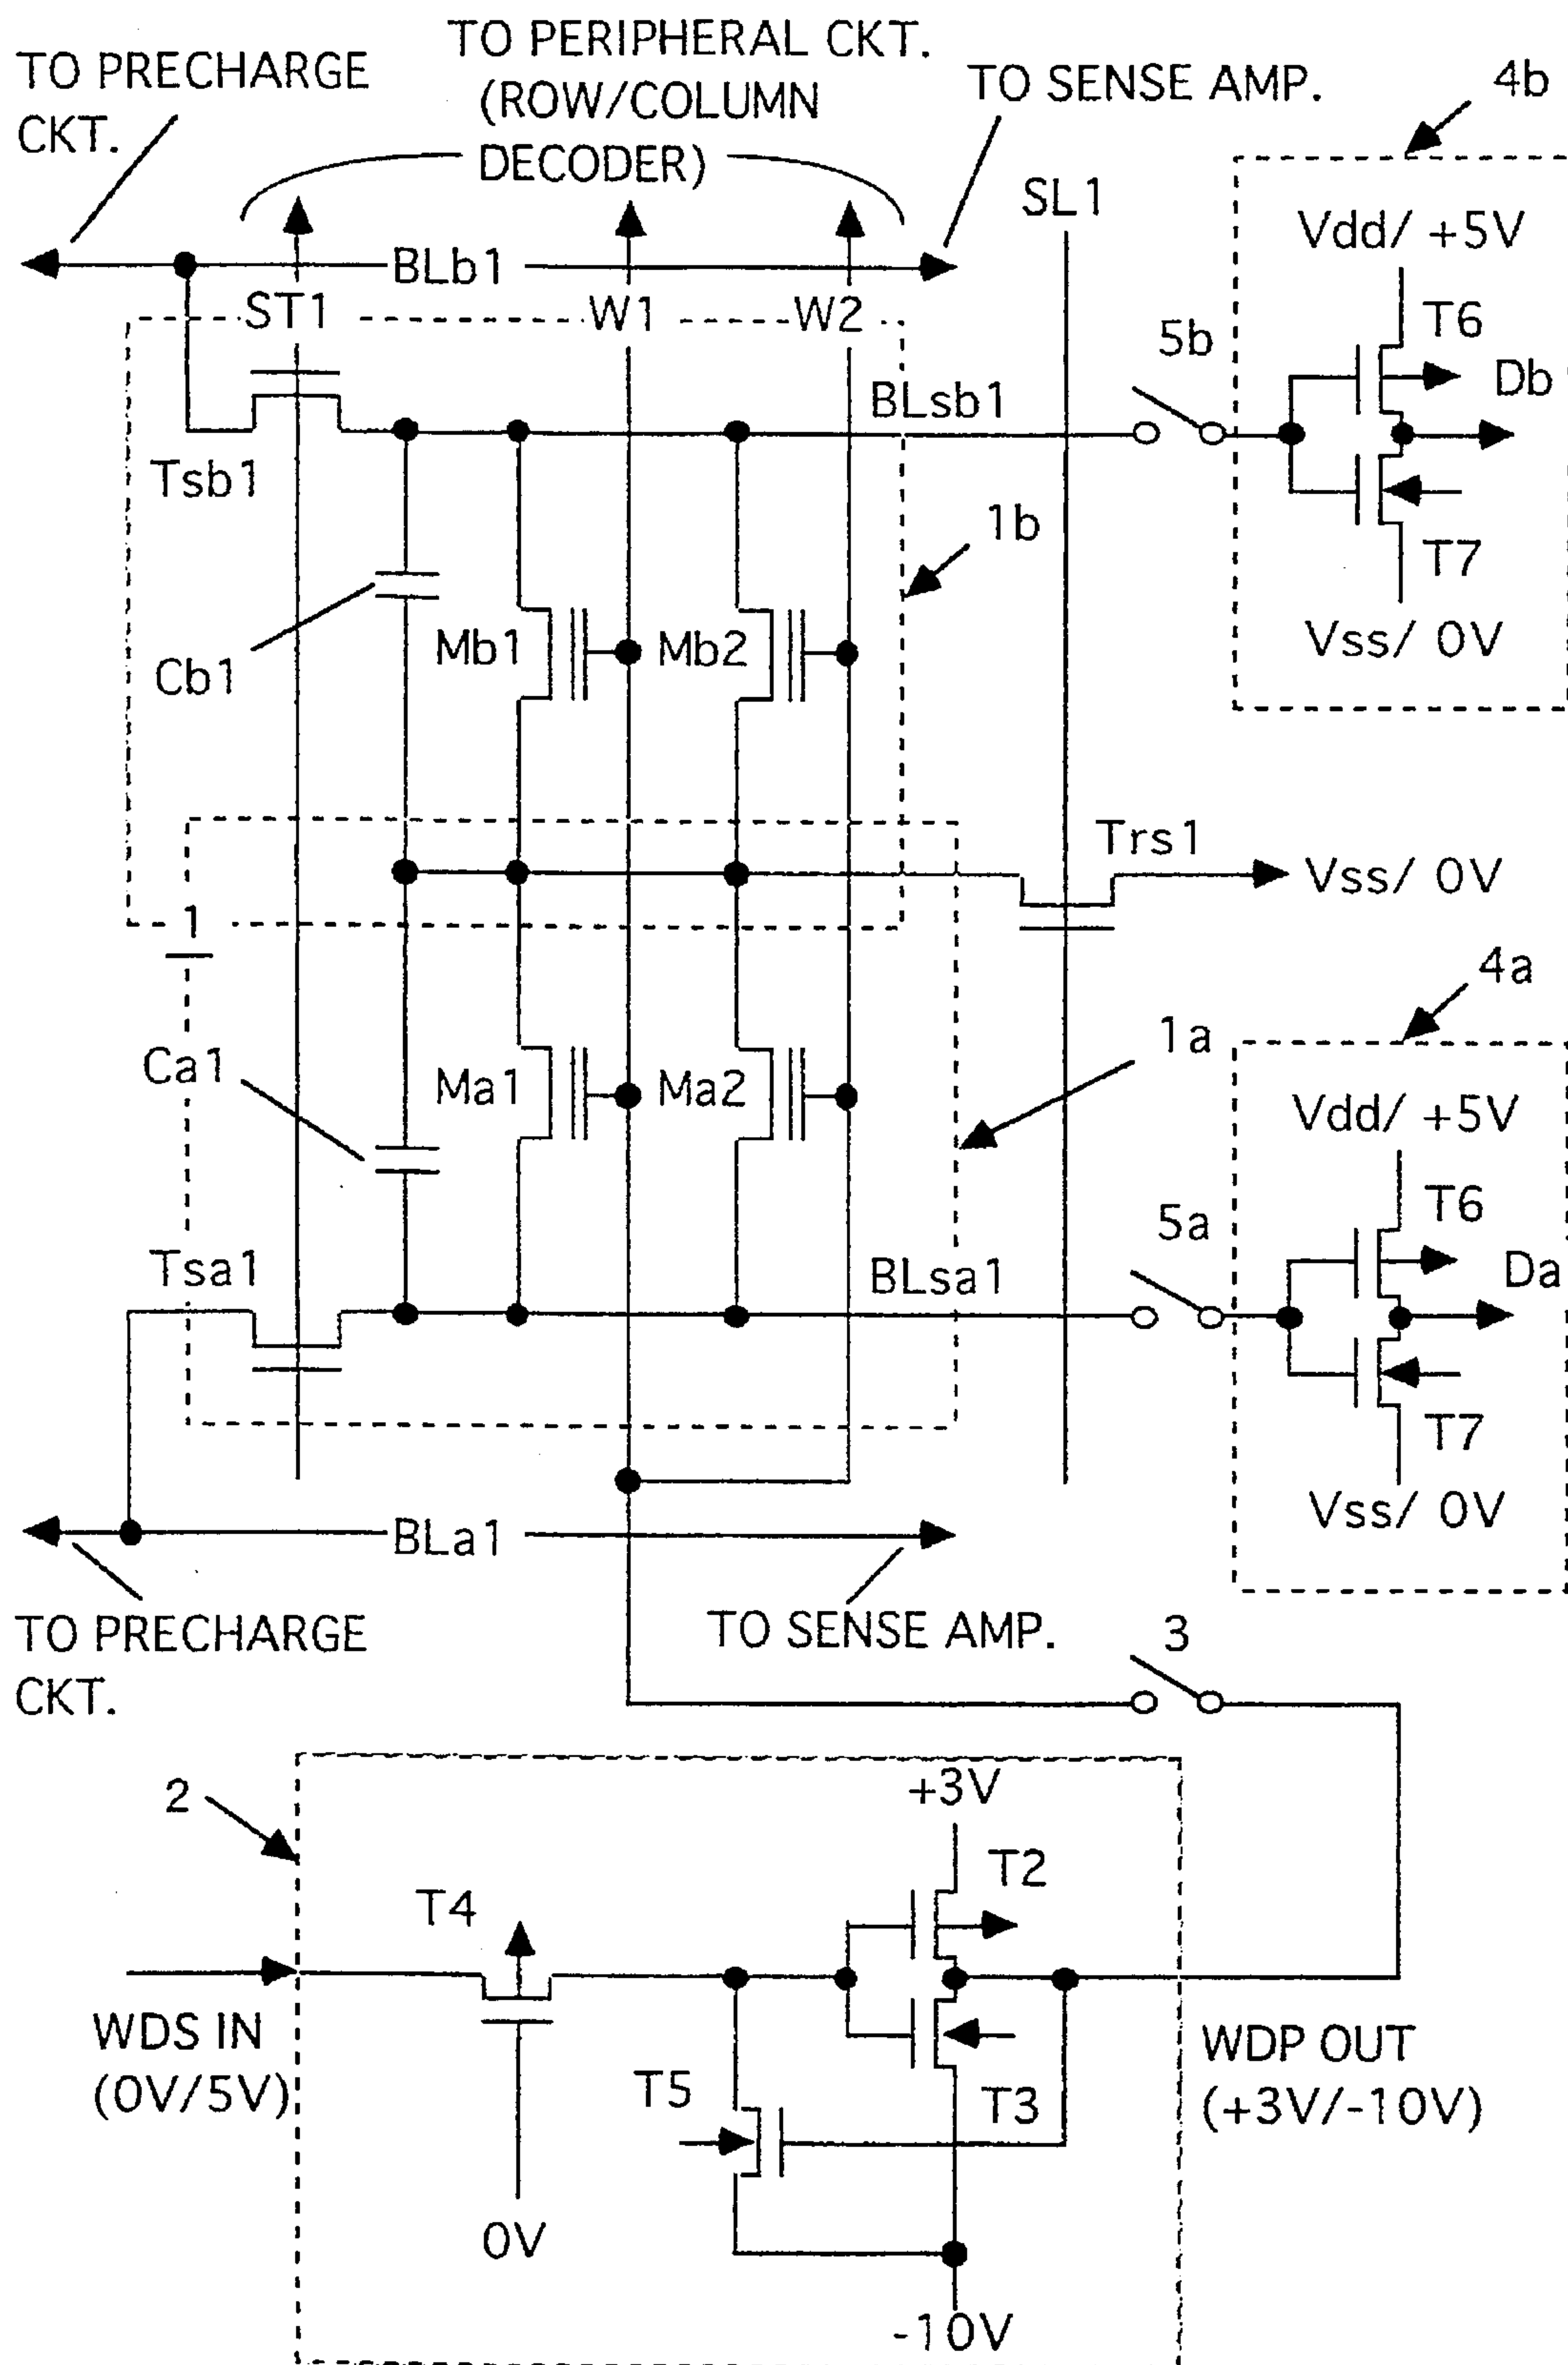 TO PERIPHERAL CKT.
(ROW/COLUMN
DECODER)
TO PRECHARGE
CKT.
TO SENSE AMP.
4b
SL1
Vdd/ +5V
BLb1
ST1
W1
W2
T6
5b
Db
BLsb1
Tsb1
1b
T7
Mb1
Mb2
Vss/ 0V
Cb1
Trs1
Vss/ 0V
1
4a
1a
Ca1
Ma1
Ma2
Vdd/ +5V
T6
5a
Tsa1
BLsa1
Da
T7
Vss/ 0V
BLa1
TO PRECHARGE
CKT.
TO SENSE AMP.
3
2
+3V
T2
T4
WDS IN
(0V/5V)
WDP OUT
(+3V/-10V)
T5
T3
0V
-10V